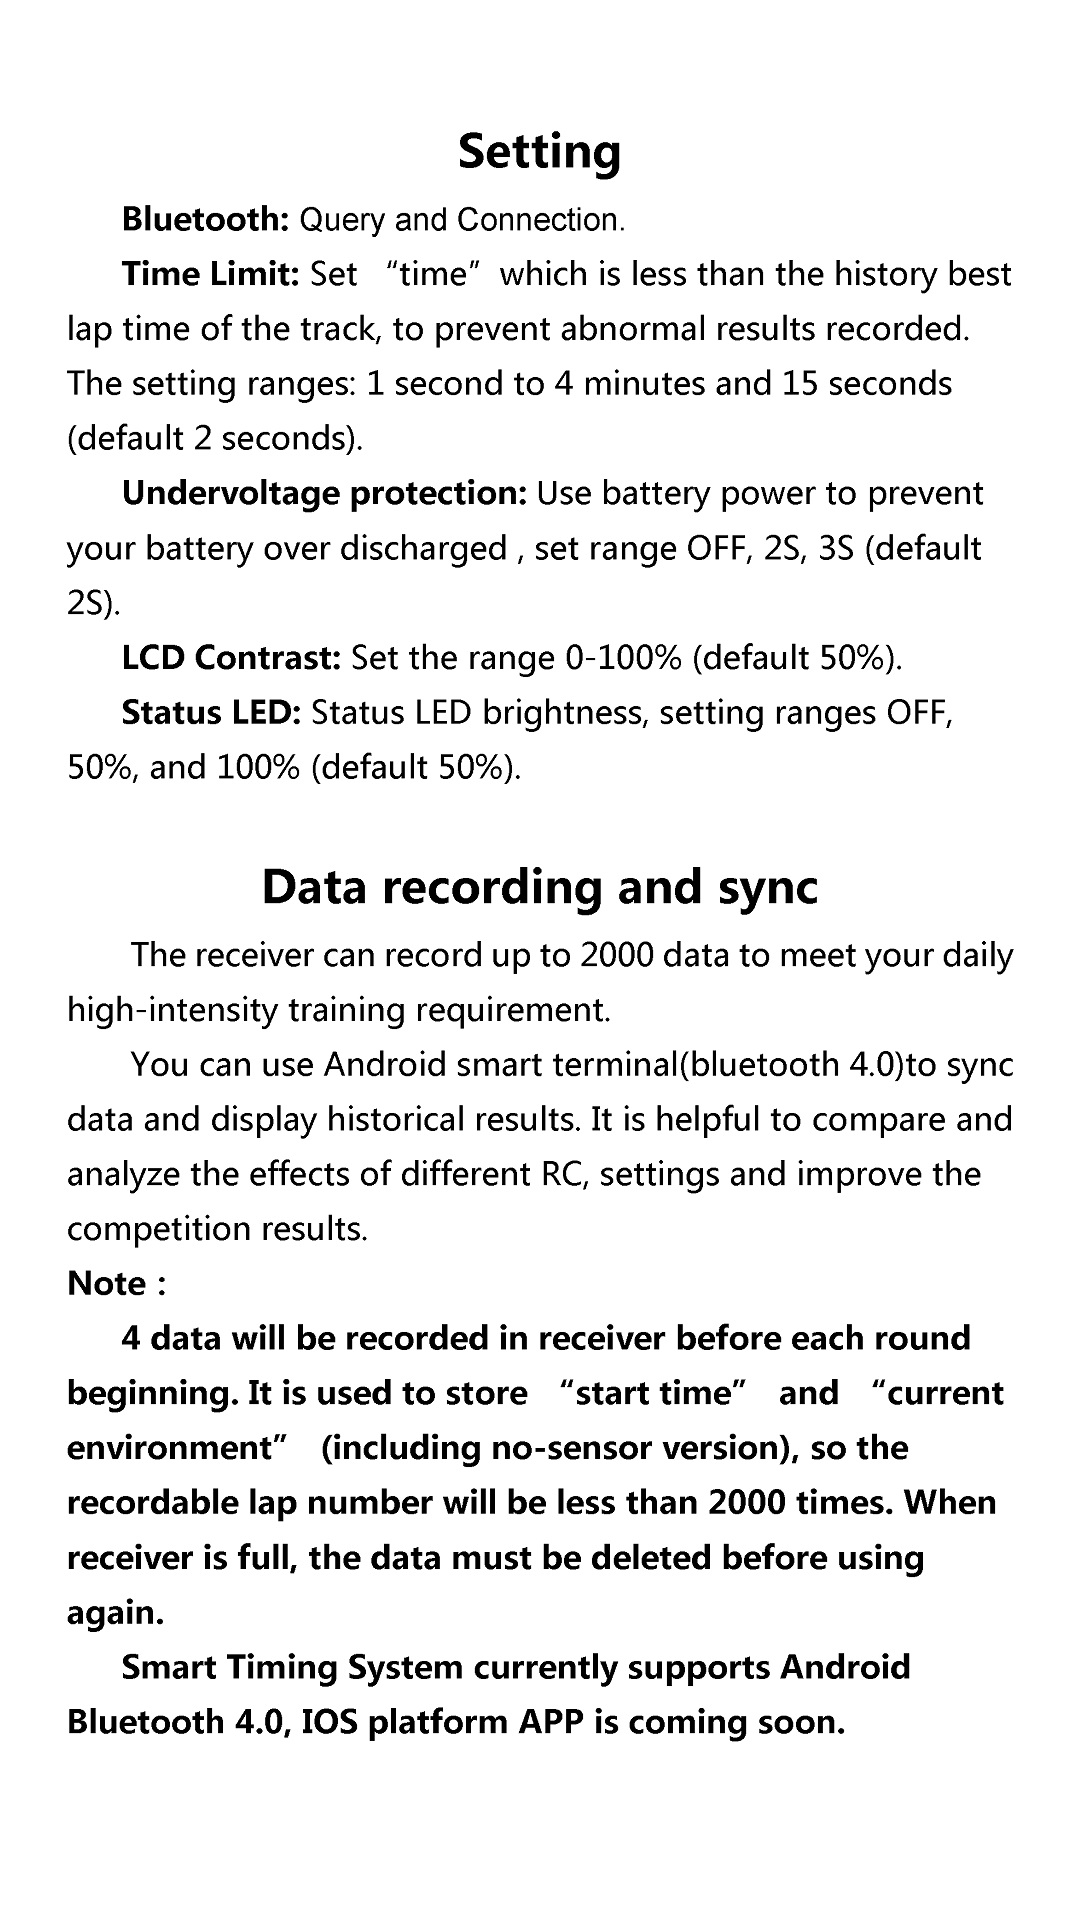 Setting
Bluetooth: Query and Connection.
Time Limit: Set “time” which is less than the history best
lap time of the track, to prevent abnormal results recorded.
The setting ranges: 1 second to 4 minutes and 15 seconds
(default 2 seconds).
Undervoltage protection: Use battery power to prevent
your battery over discharged , set range OFF, 2S, 3S (default
2S).
LCD Contrast: Set the range 0-100% (default 50%).
Status LED: Status LED brightness, setting ranges OFF,
50%, and 100% (default 50%).
Data recording and sync
The receiver can record up to 2000 data to meet your daily
high-intensity training requirement.
You can use Android smart terminal(bluetooth 4.0)to sync
data and display historical results. It is helpful to compare and
analyze the effects of different RC, settings and improve the
competition results.
Note :
4 data will be recorded in receiver before each round
beginning. It is used to store “start time” and “current
environment” (including no-sensor version), so the
recordable lap number will be less than 2000 times. When
receiver is full, the data must be deleted before using
again.
Smart Timing System currently supports Android
Bluetooth 4.0, IOS platform APP is coming soon.